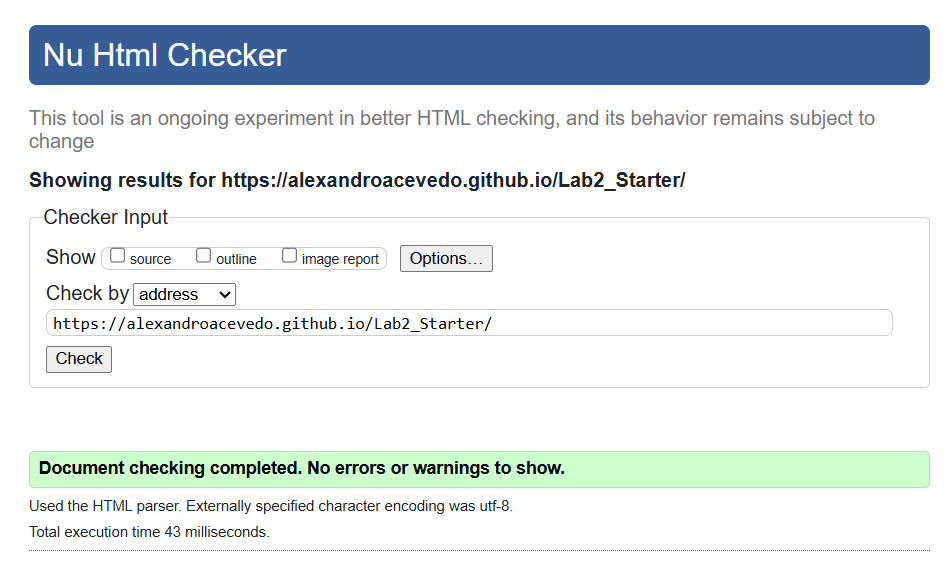 Nu Html Checker
This tool is an ongoing experiment in better HTML checking, and its behavior remains subject to
change
Showing results for https://alexandroacevedo.github.io/Lab2_Starter/
Checker Input
Show source outline image report Options...
Check by address
https://alexandroacevedo.github.io/Lab2_Starter/
Check
Document checking completed. No errors or warnings to show.
Used the HTML parser. Externally specified character encoding was utf-8.
Total execution time 43 milliseconds.